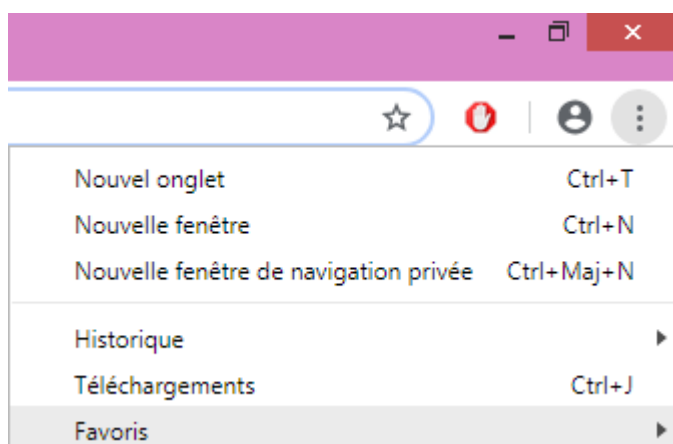 Nouvel onglet Ctrl+T
Nouvelle fenêtre Ctrl+N
Nouvelle fenêtre de navigation privée Ctrl+Maj+N
Historique
Téléchargements Ctrl+J
Favoris